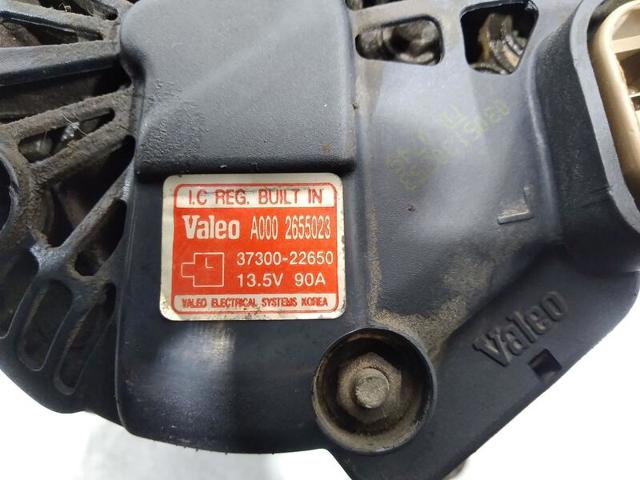 I.C REG. BUILT IN
Valeo A000 2655023
37300-22650
13.5V 90A
VALEO ELECTRICAL SYSTEMS KOREA
L
Valeo